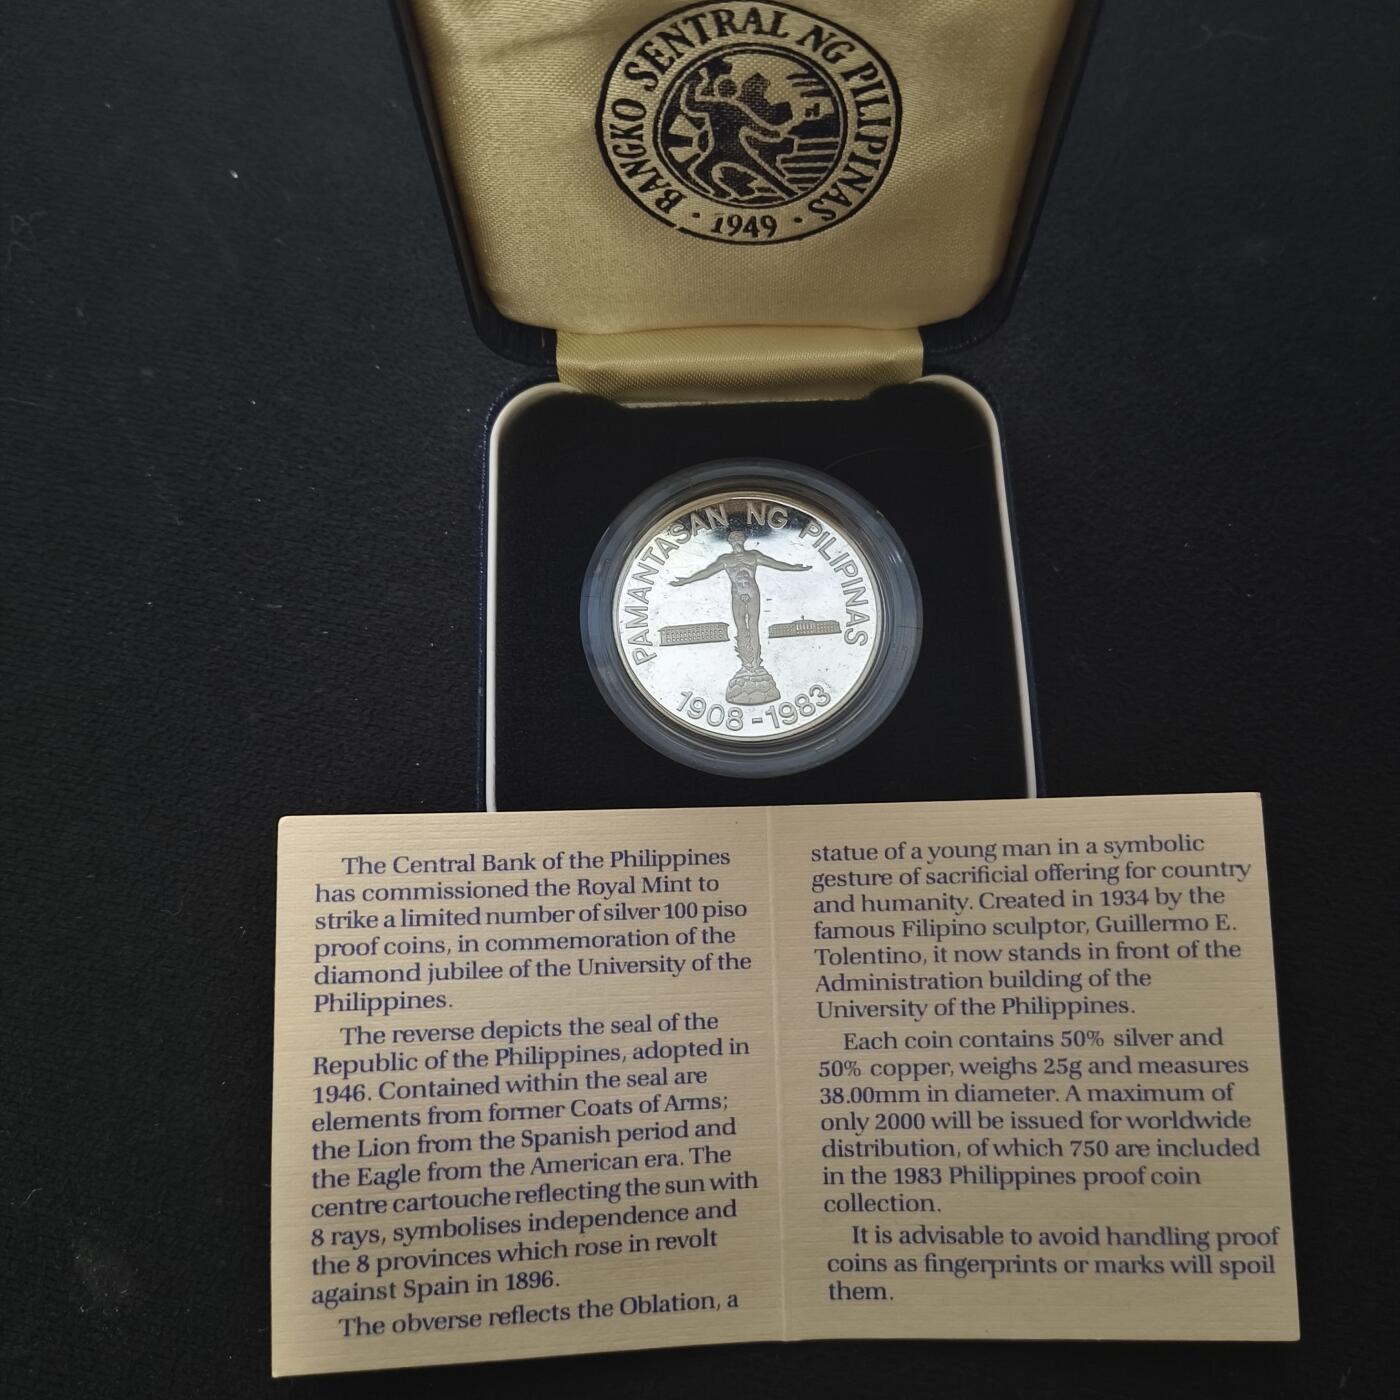 BANGKO SENTRAL NG PILIPINAS
· 1949 ·
PAMANTASAN NG PILIPINAS
1908-1983
The Central Bank of the Philippines
has commissioned the Royal Mint to
strike a limited number of silver 100 piso
proof coins, in commemoration of the
diamond jubilee of the University of the
Philippines.
The reverse depicts the seal of the
Republic of the Philippines, adopted in
1946. Contained within the seal are
elements from former Coats of Arms;
the Lion from the Spanish period and
the Eagle from the American era. The
centre cartouche reflecting the sun with
8 rays, symbolises independence and
the 8 provinces which rose in revolt
against Spain in 1896.
The obverse reflects the Oblation, a
statue of a young man in a symbolic
gesture of sacrificial offering for country
and humanity. Created in 1934 by the
famous Filipino sculptor, Guillermo E.
Tolentino, it now stands in front of the
Administration building of the
University of the Philippines.
Each coin contains 50% silver and
50% copper, weighs 25g and measures
38.00mm in diameter. A maximum of
only 2000 will be issued for worldwide
distribution, of which 750 are included
in the 1983 Philippines proof coin
collection.
It is advisable to avoid handling proof
coins as fingerprints or marks will spoil
them.